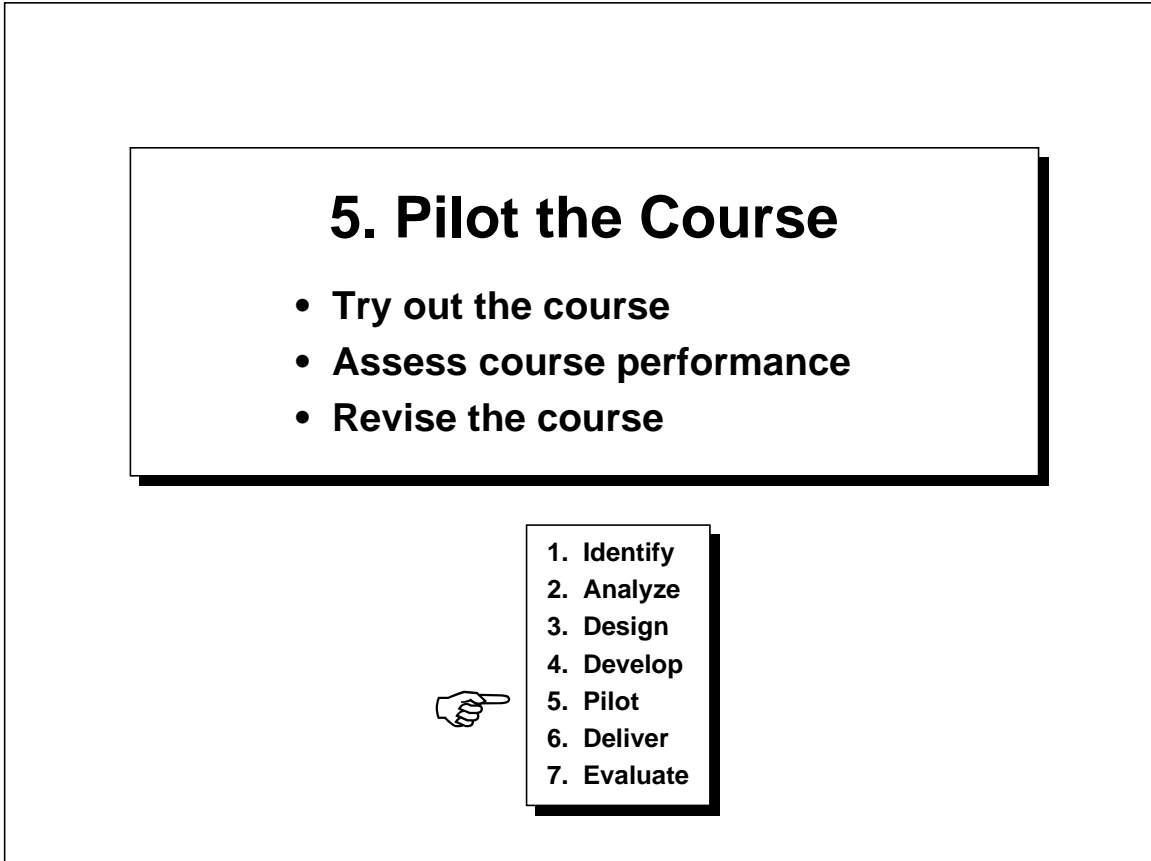 5. Pilot the Course
• Try out the course
• Assess course performance
• Revise the course
1. Identify
2. Analyze
3. Design
4. Develop
5. Pilot
6. Deliver
7. Evaluate